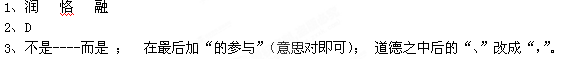 1、润 恪 融
2、D
3、不是----而是 ； 在最后加“的参与”（意思对即可）； 道德之中后的“、”改成“，”。